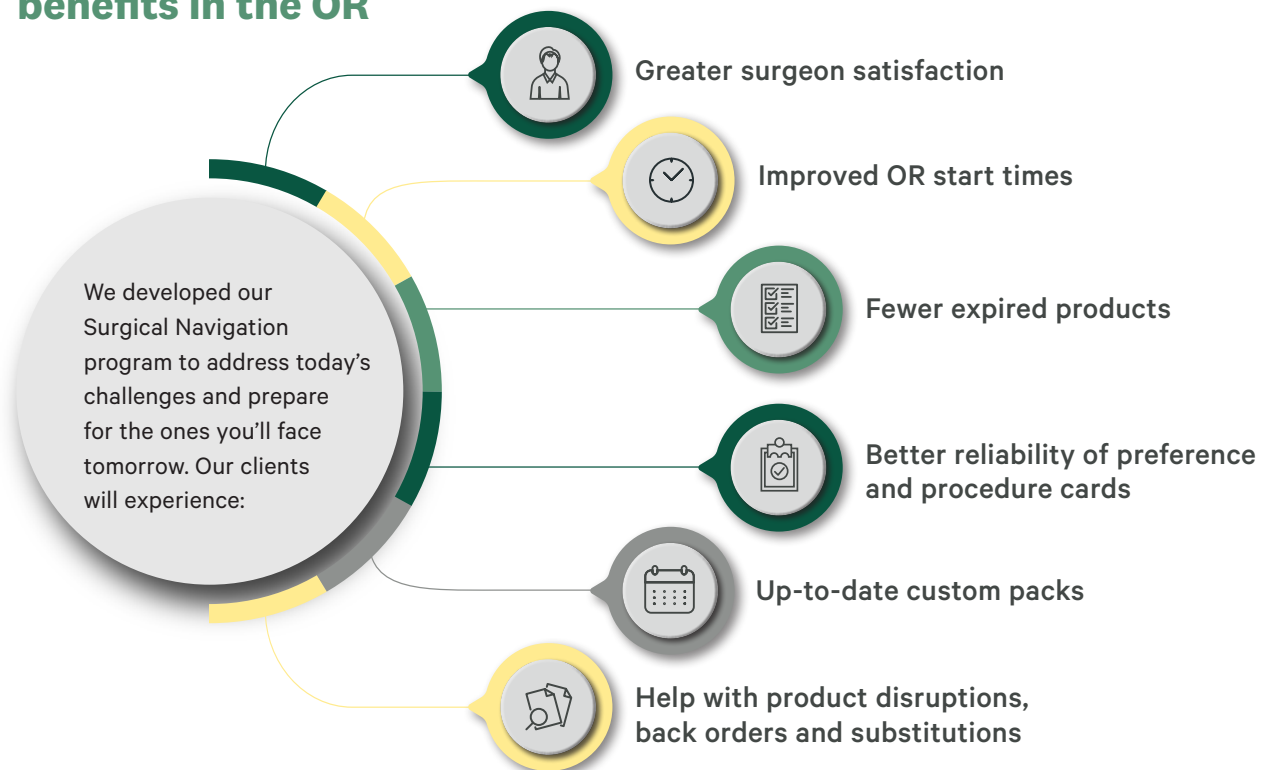 benefits in the OR
Greater surgeon satisfaction
Improved OR start times
Fewer expired products
We developed our
Surgical Navigation
program to address today’s
challenges and prepare
for the ones you’ll face
tomorrow. Our clients
will experience:
Better reliability of preference
and procedure cards
Up-to-date custom packs
Help with product disruptions,
back orders and substitutions